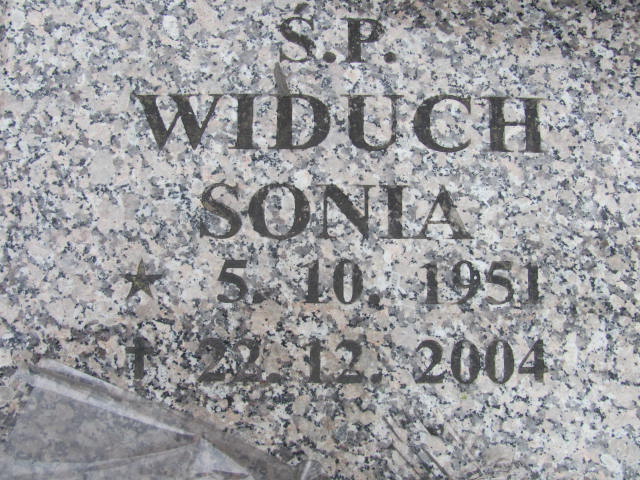 Ś.P.
WIDUCH
SONIA
★ 5. 10. 1951
† 22. 12. 2004